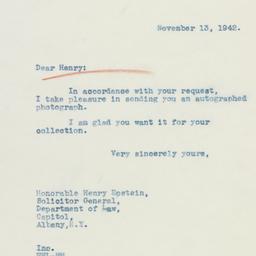 November 13, 1942.
Dear Henry:
In accordance with your request,
I take pleasure in sending you an autographed
photograph.
I am glad you want it for your
collection.
Very sincerely yours,
Honorable Henry Epstein,
Solicitor General,
Department of Law,
Capitol,
Albany,N.Y.
Inc.